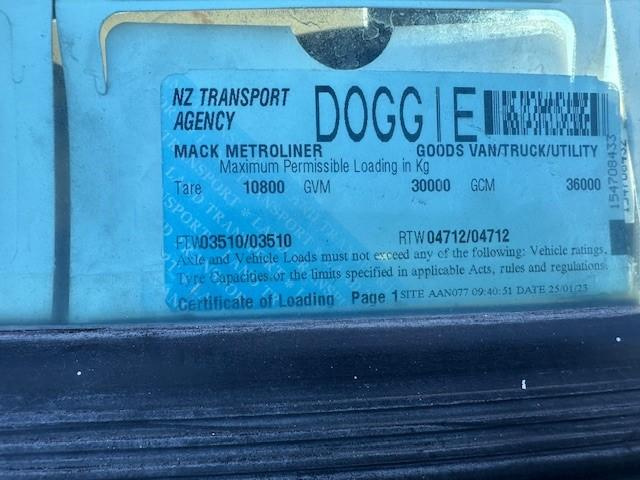 NZ TRANSPORT AGENCY DOGGIE
MACK METROLINER GOODS VAN/TRUCK/UTILITY
Maximum Permissible Loading in Kg
Tare 10800 GVM 30000 GCM 36000
FTW03510/03510 RTW04712/04712
Axle and Vehicle Loads must not exceed any of the following: Vehicle ratings,
Tyre Capacities or the limits specified in applicable Acts, rules and regulations.
Certificate of Loading Page 1 SITE AAN077 09:40:51 DATE 25/01/23
154708433